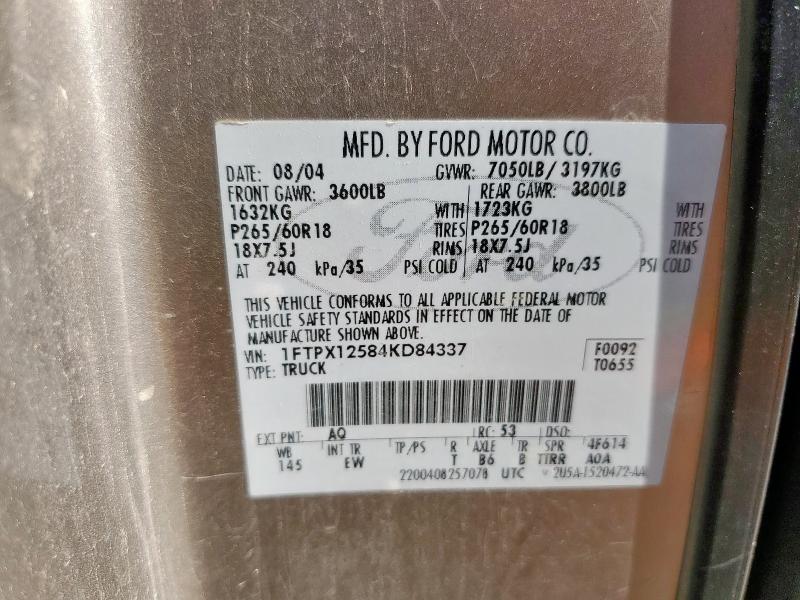 MFD. BY FORD MOTOR CO.
DATE: 08/04 GVWR: 7050LB/ 3197KG
FRONT GAWR: 3600LB REAR GAWR: 3800LB
1632KG WITH 1723KG WITH
P265/60R18 TIRES P265/60R18 TIRES
18X7.5J RIMS 18X7.5J RIMS
AT 240 kPa/35 PSI COLD AT 240 kPa/35 PSI COLD
Ford
THIS VEHICLE CONFORMS TO ALL APPLICABLE FEDERAL MOTOR
VEHICLE SAFETY STANDARDS IN EFFECT ON THE DATE OF
MANUFACTURE SHOWN ABOVE.
VIN: 1FTPX12584KD84337 F0092
TYPE: TRUCK T0655
EXT PNT: AQ RC: 53 DSO:
WB INT TR TP/PS R AXLE TR SPR 4F614
145 EW T B6 B TTRR AOA
2200408257078 UTC 2U5A-1520472-AA